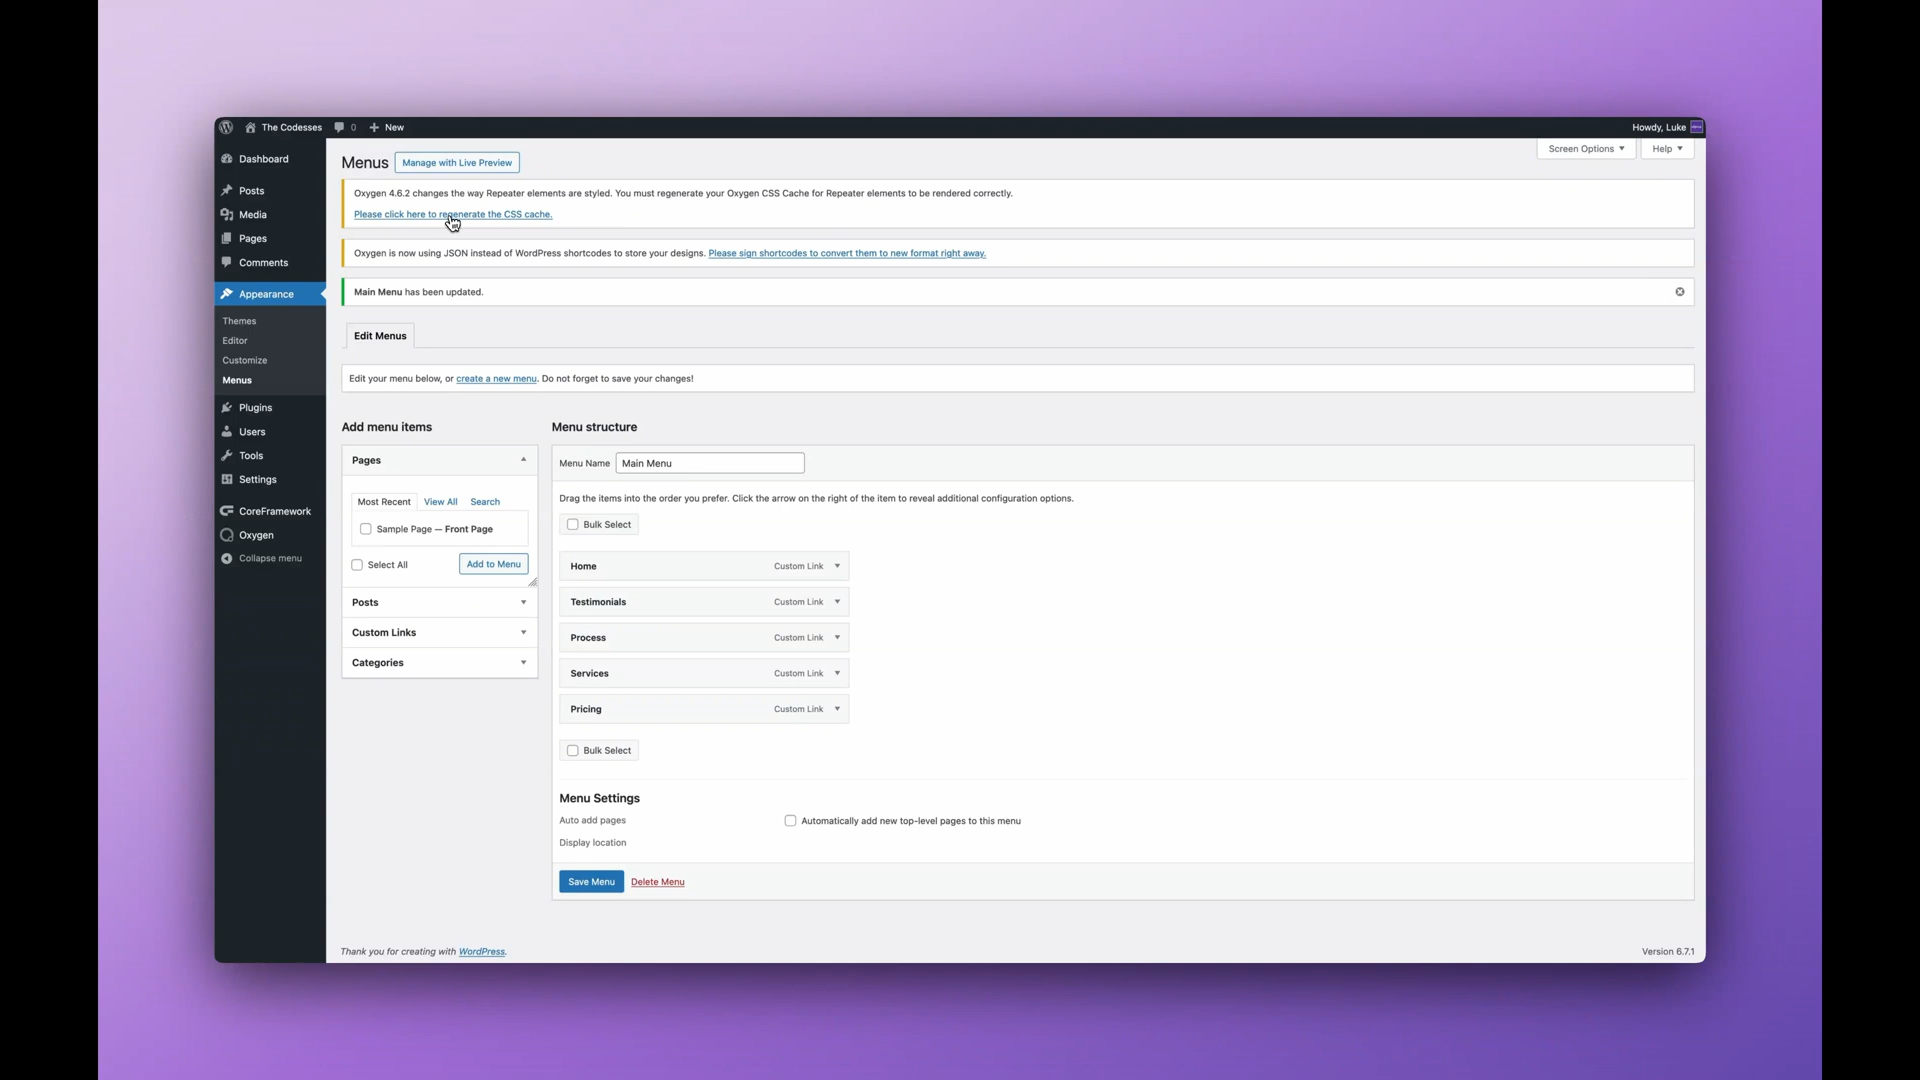 The Codesses 0 New Howdy, Luke
Dashboard
Posts
Media
Pages
Comments
Appearance
Themes
Editor
Customize
Menus
Plugins
Users
Tools
Settings
CoreFramework
Oxygen
Collapse menu
Screen Options Help
Menus Manage with Live Preview
Oxygen 4.6.2 changes the way Repeater elements are styled. You must regenerate your Oxygen CSS Cache for Repeater elements to be rendered correctly.
Please click here to regenerate the CSS cache.
Oxygen is now using JSON instead of WordPress shortcodes to store your designs. Please sign shortcodes to convert them to new format right away.
Main Menu has been updated.
Edit Menus
Edit your menu below, or create a new menu. Do not forget to save your changes!
Add menu items
Pages
Most Recent View All Search
Sample Page — Front Page
Select All Add to Menu
Posts
Custom Links
Categories
Menu structure
Menu Name Main Menu
Drag the items into the order you prefer. Click the arrow on the right of the item to reveal additional configuration options.
Bulk Select
Home Custom Link
Testimonials Custom Link
Process Custom Link
Services Custom Link
Pricing Custom Link
Bulk Select
Menu Settings
Auto add pages Automatically add new top-level pages to this menu
Display location
Save Menu Delete Menu
Thank you for creating with WordPress. Version 6.7.1